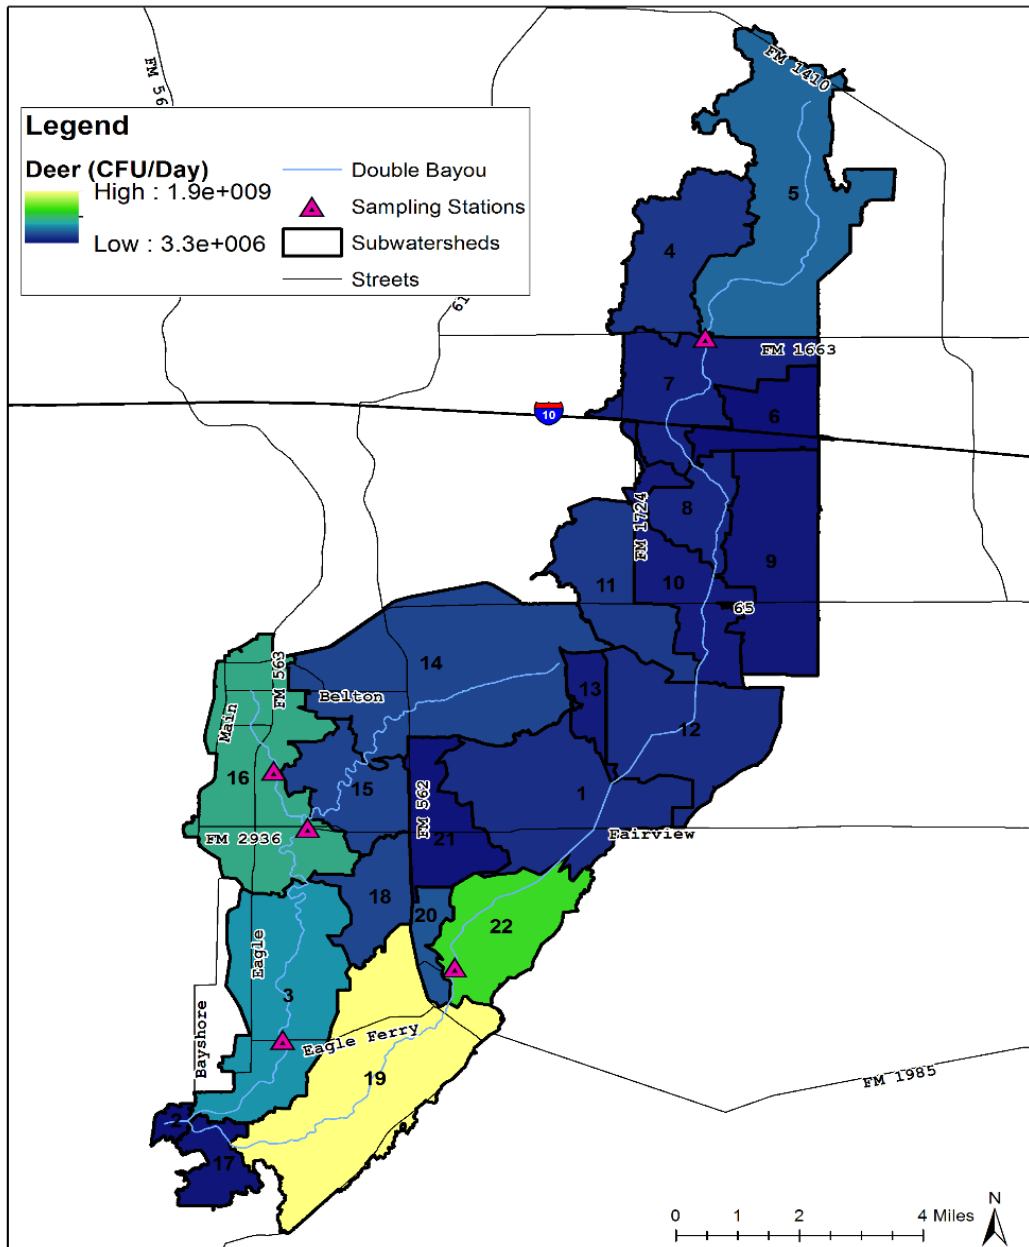 FM 1410
FM 56
Legend
Deer (CFU/Day)
High : 1.9e+009
Low : 3.3e+006
Double Bayou
Sampling Stations
Subwatersheds
Streets
61
5
4
FM 1663
7
6
10
FM 1724
8
9
11
10
65
14
FM 563
Belton
13
Main
12
16
15
FM 562
1
FM 2936
21
Fairview
18
20
22
Eagle
3
Bayshore
Eagle Ferry
19
FM 1985
2
17
N
0 1 2 4 Miles